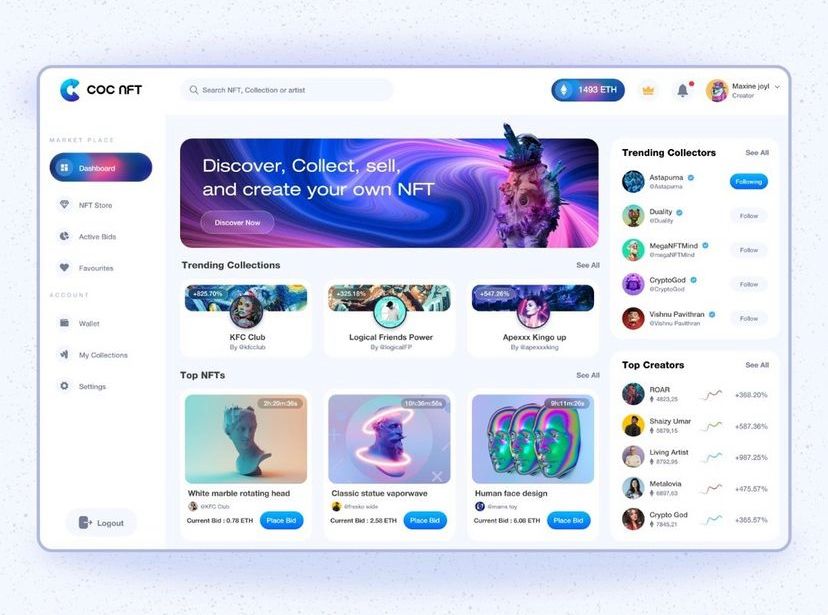 COC NFT
Search NFT, Collection or artist
1493 ETH
Maxine joyl
Creator
MARKET PLACE
Dashboard
NFT Store
Active Bids
Favourites
ACCOUNT
Wallet
My Collections
Settings
Logout
Discover, Collect, sell,
and create your own NFT
Discover Now
Trending Collections
See All
+825.70%
KFC Club
By @kfcclub
+325.18%
Logical Friends Power
By @logicalFP
+547.26%
Apexxx Kingo up
By @apexxxking
Top NFTs
See All
2h:20m:36s
White marble rotating head
@KFC Club
Current Bid : 0.78 ETH
Place Bid
10h:36m:56s
Classic statue vaporwave
@fresko wide
Current Bid : 2.58 ETH
Place Bid
9h:11m:26s
Human face design
@mams toy
Current Bid : 6.08 ETH
Place Bid
Trending Collectors
See All
Astapurna
@Astapurna
Following
Duality
@Duality
Follow
MegaNFTMind
@megaNFTMind
Follow
CryptoGod
@CryptoGod
Follow
Vishnu Pavithran
@Vishnu Pavithran
Follow
Top Creators
See All
ROAR
4823,25
+368.20%
Shaizy Umar
5879,15
+587.36%
Living Artist
8792,95
+987.25%
Metalovia
6897,63
+475.57%
Crypto God
7845,21
+365.57%